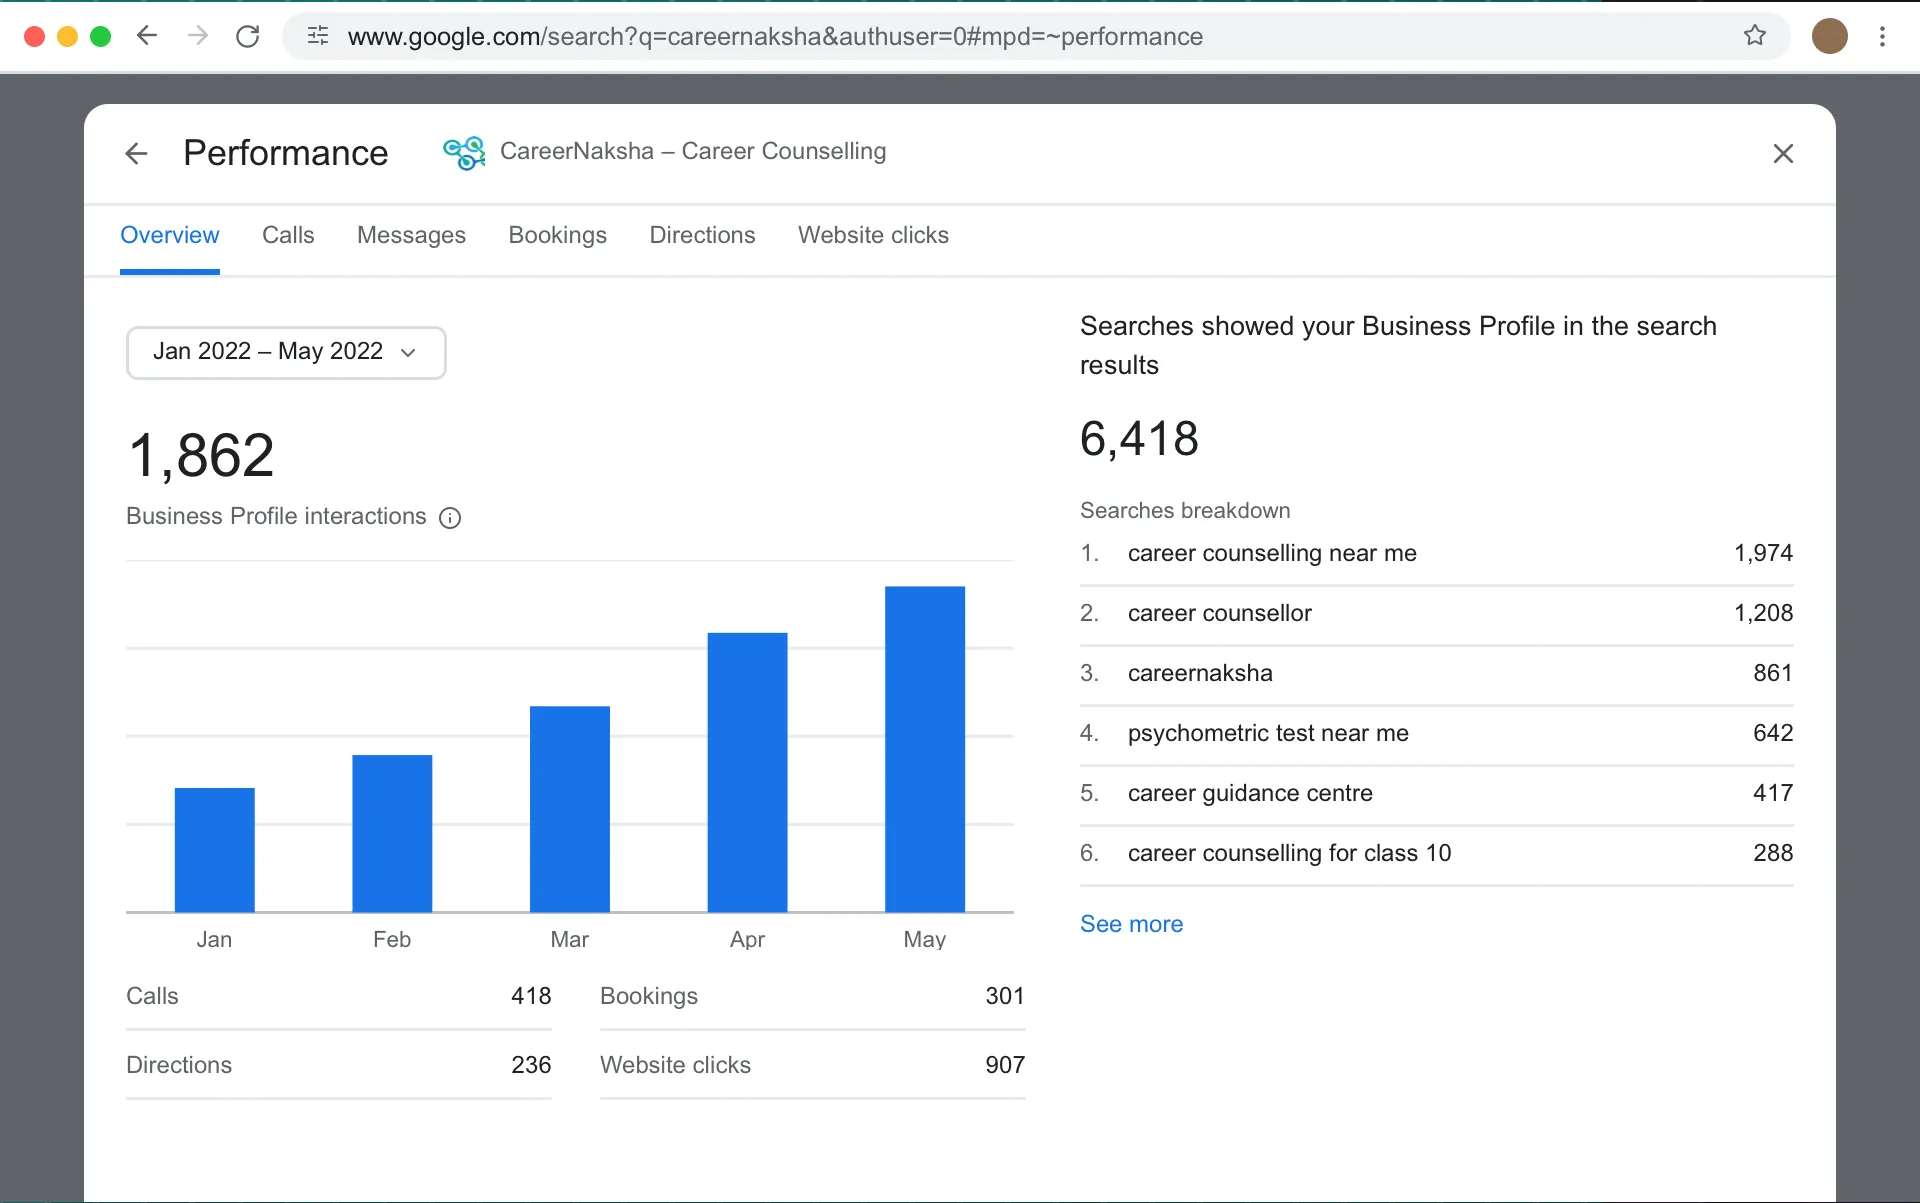 www.google.com/search?q=careernaksha&authuser=0#mpd=~performance
Performance
CareerNaksha – Career Counselling
Overview Calls Messages Bookings Directions Website clicks
Jan 2022 – May 2022
1,862
Business Profile interactions
Jan Feb Mar Apr May
Calls 418
Bookings 301
Directions 236
Website clicks 907
Searches showed your Business Profile in the search
results
6,418
Searches breakdown
1. career counselling near me 1,974
2. career counsellor 1,208
3. careernaksha 861
4. psychometric test near me 642
5. career guidance centre 417
6. career counselling for class 10 288
See more